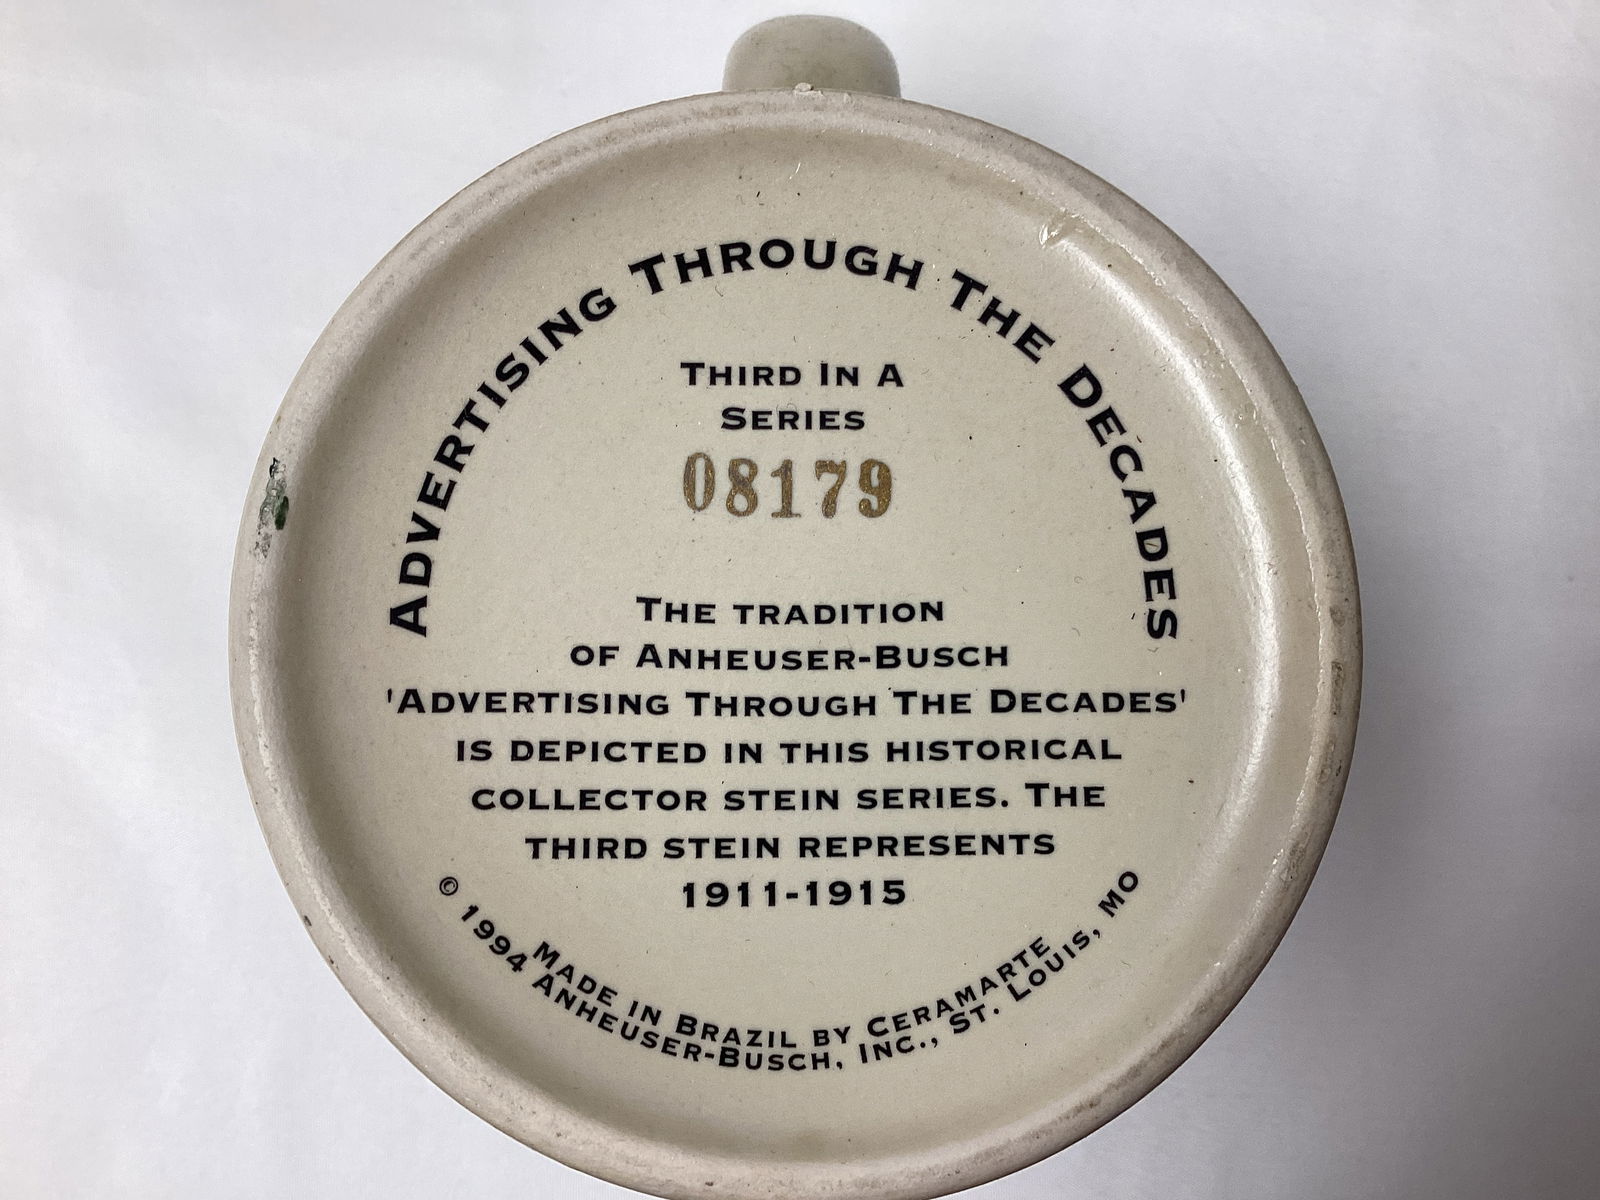 Advertising Through The Decades
Third In A
Series
08179
The tradition
of Anheuser-Busch
'Advertising Through The Decades'
is depicted in this historical
collector stein series. The
third stein represents
1911-1915
Made in Brazil by Ceramarte
© 1994 Anheuser-Busch, Inc., St. Louis, MO